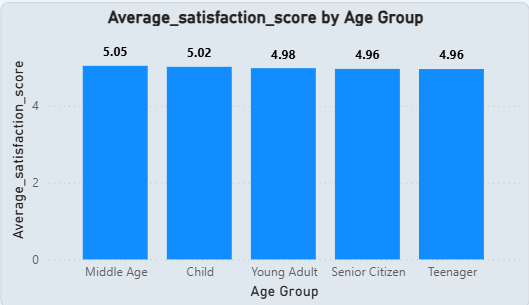 Average_satisfaction_score by Age Group
5.05 5.02 4.98 4.96 4.96
Average_satisfaction_score
4
2
0
Middle Age Child Young Adult Senior Citizen Teenager
Age Group